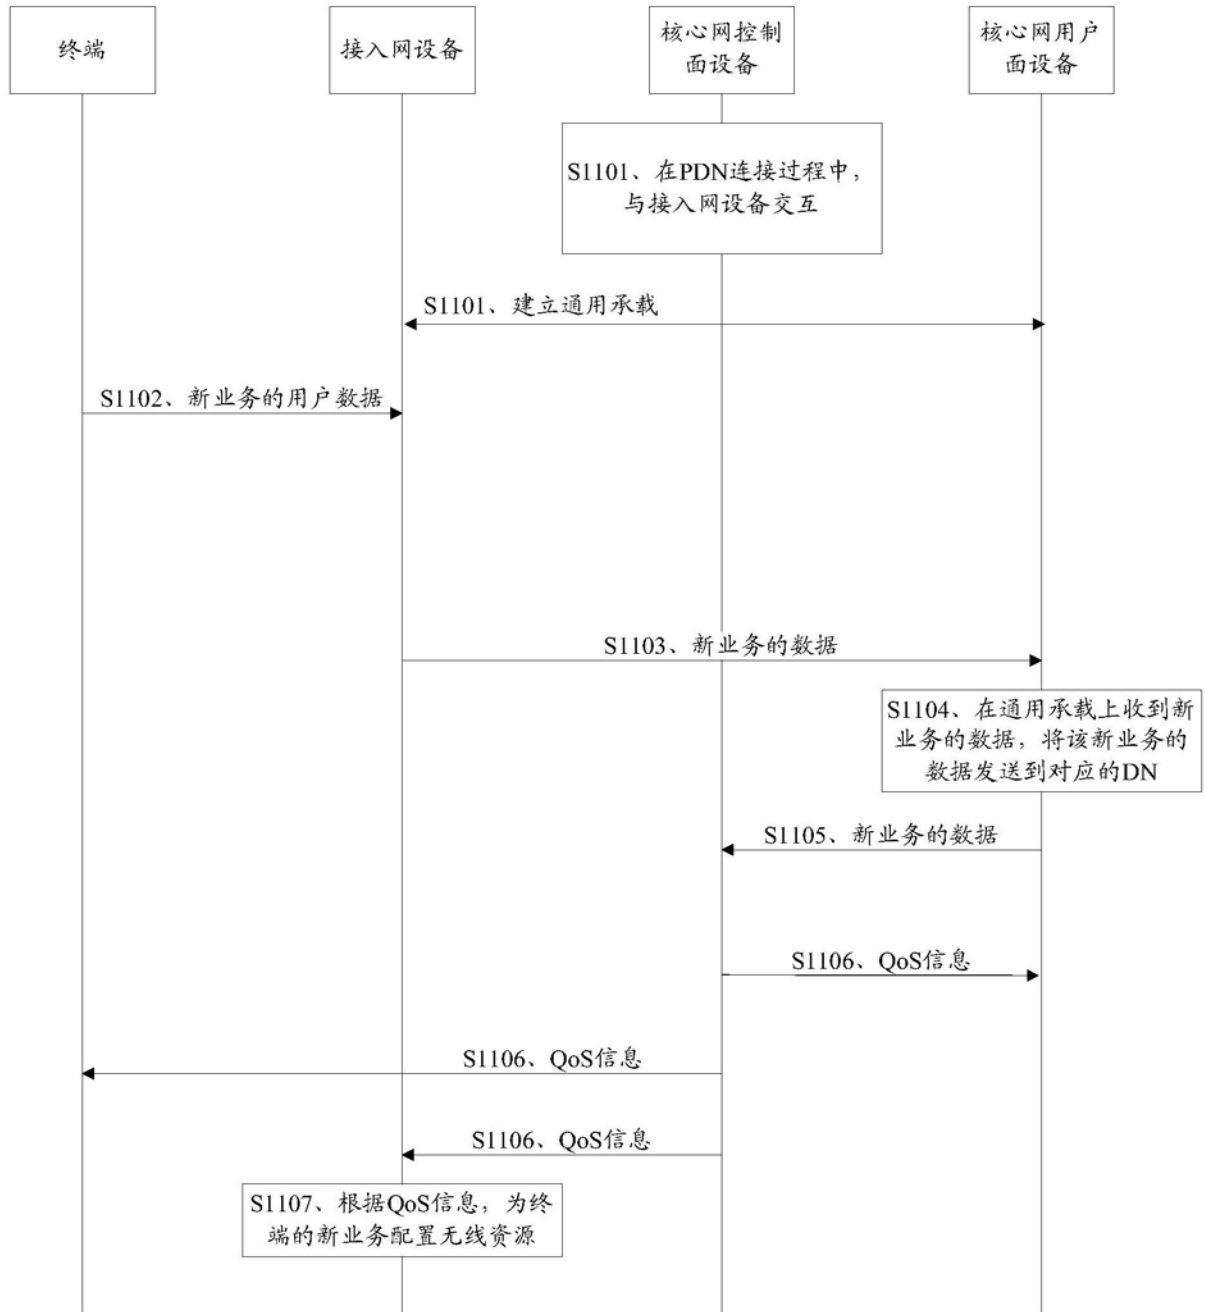 终端
接入网设备
核心网控制
面设备
核心网用户
面设备
S1101、在PDN连接过程中，
与接入网设备交互
S1101、建立通用承载
S1102、新业务的用户数据
S1103、新业务的数据
S1104、在通用承载上收到新
业务的数据，将该新业务的
数据发送到对应的DN
S1105、新业务的数据
S1106、QoS信息
S1106、QoS信息
S1106、QoS信息
S1107、根据QoS信息，为终
端的新业务配置无线资源